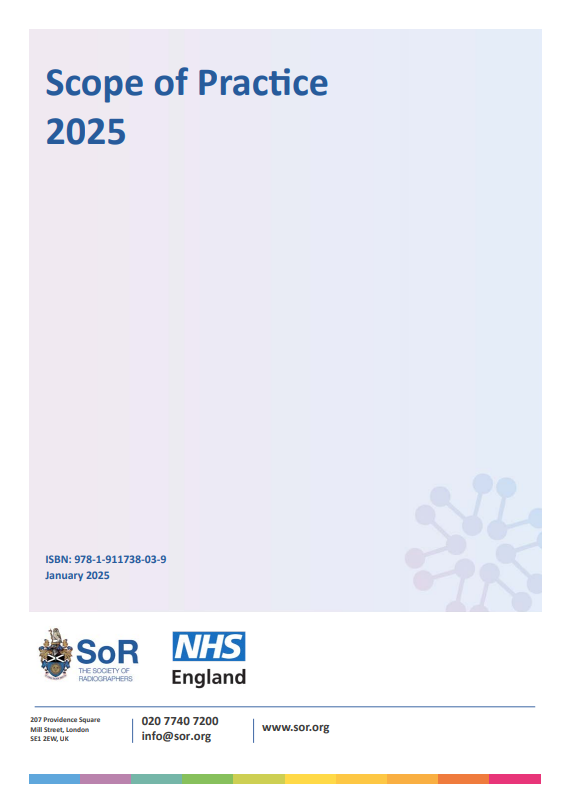 Scope of Practice
2025
ISBN: 978-1-911738-03-9
January 2025
SoR
THE SOCIETY OF
RADIOGRAPHERS
NHS
England
207 Providence Square
Mill Street, London
SE1 2EW, UK
020 7740 7200
info@sor.org
www.sor.org